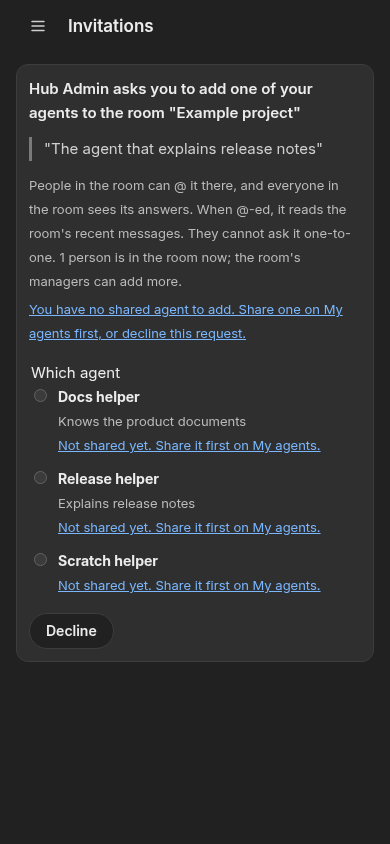 Invitations
Hub Admin asks you to add one of your
agents to the room "Example project"
"The agent that explains release notes"
People in the room can @ it there, and everyone in
the room sees its answers. When @-ed, it reads the
room's recent messages. They cannot ask it one-to-
one. 1 person is in the room now; the room's
managers can add more.
You have no shared agent to add. Share one on My
agents first, or decline this request.
Which agent
Docs helper
Knows the product documents
Not shared yet. Share it first on My agents.
Release helper
Explains release notes
Not shared yet. Share it first on My agents.
Scratch helper
Not shared yet. Share it first on My agents.
Decline